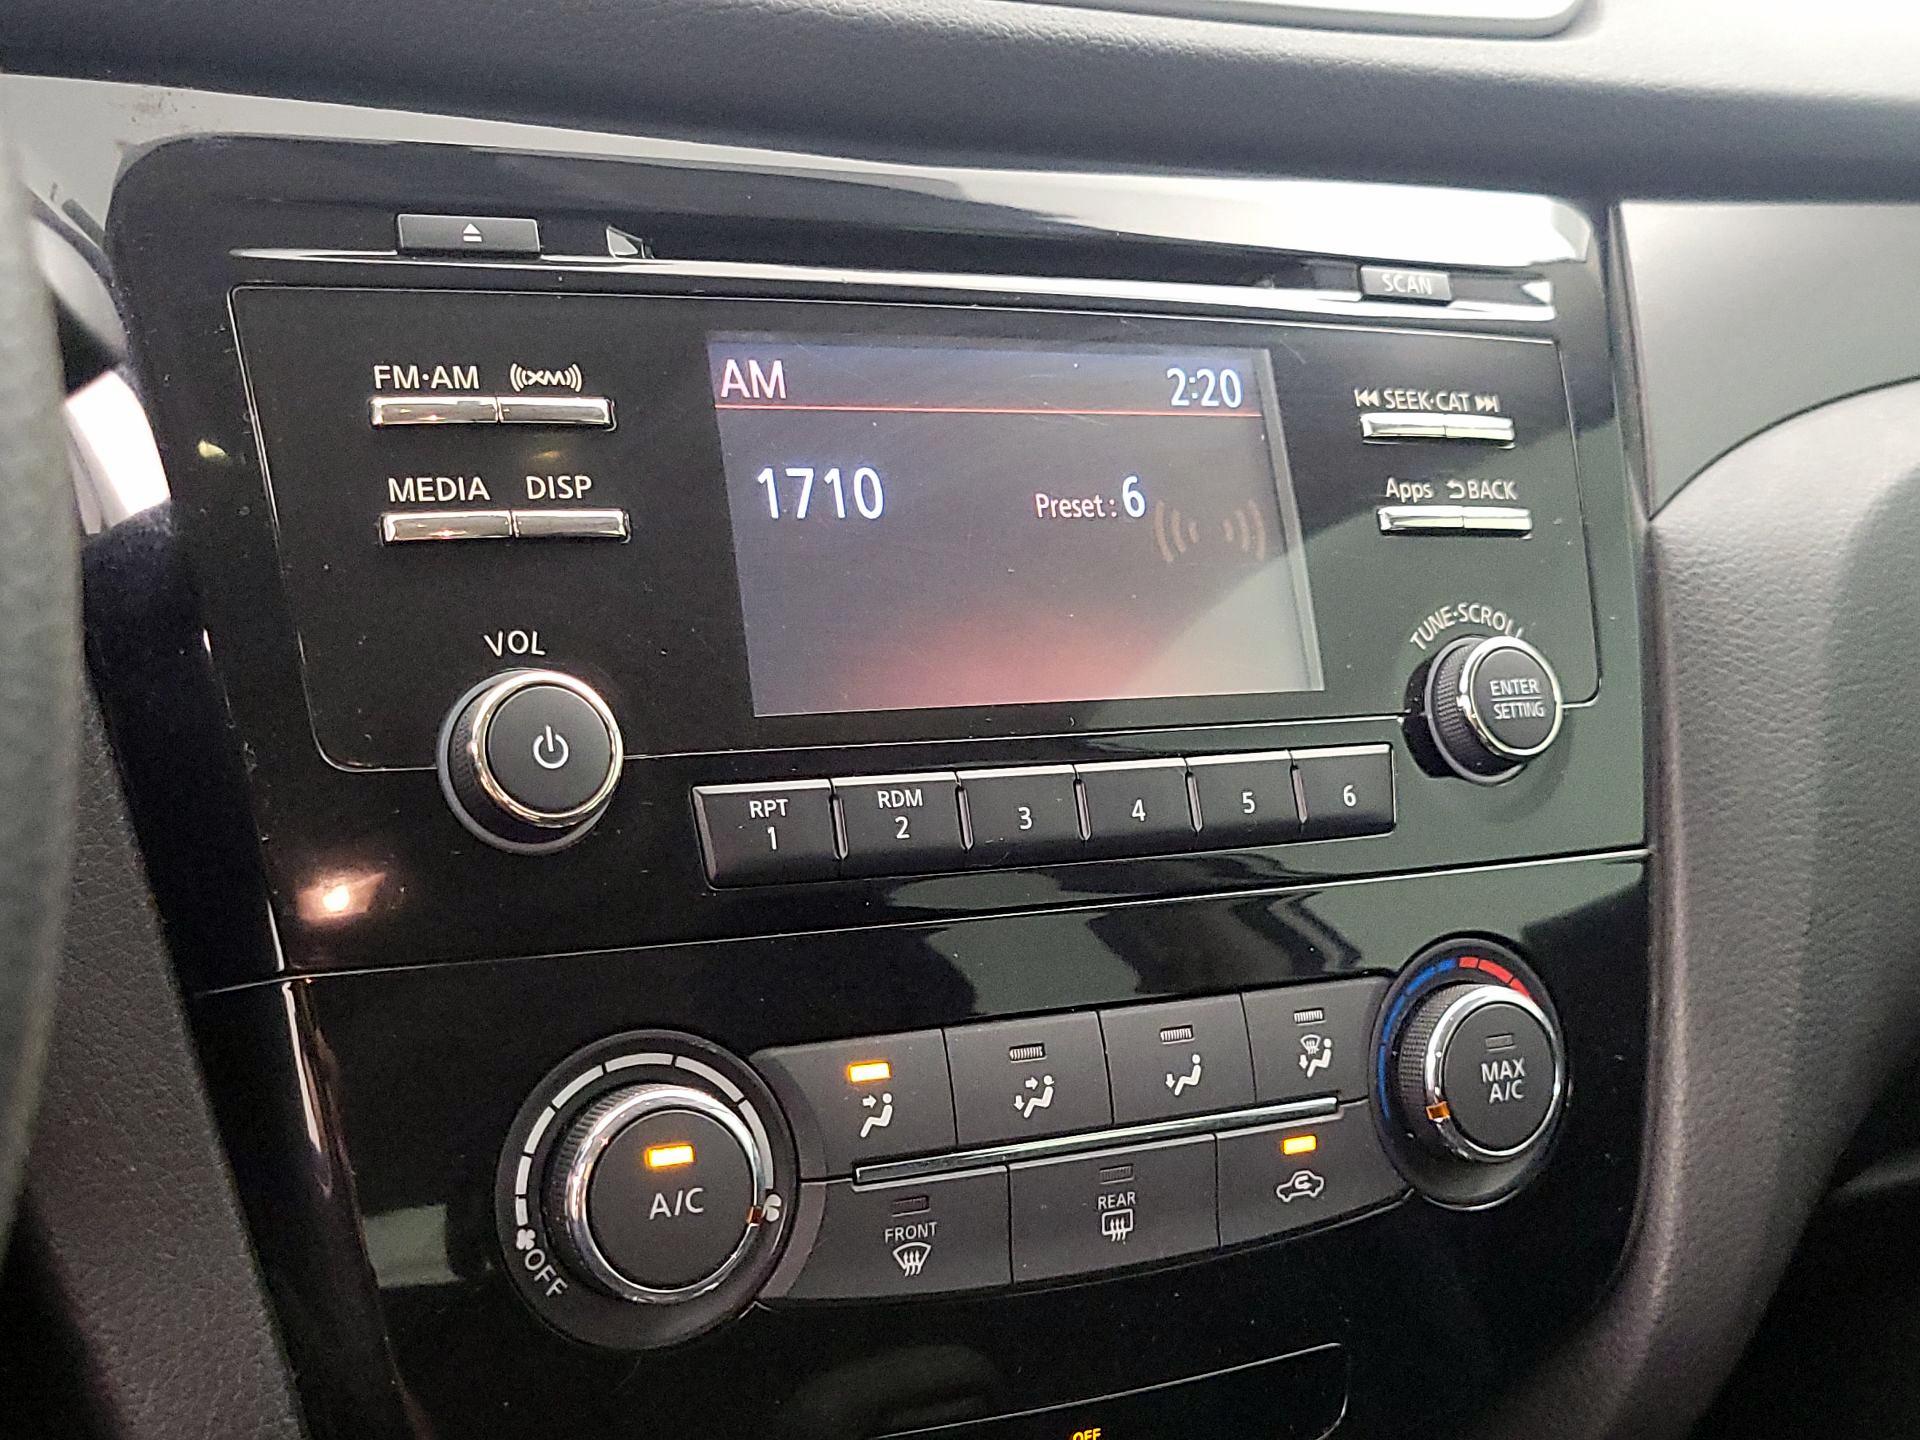 SCAN
FM·AM
((XM))
AM
2:20
SEEK·CAT
MEDIA
DISP
1710
Preset : 6
Apps
BACK
VOL
TUNE·SCROLL
ENTER
SETTING
RPT
1
RDM
2
3
4
5
6
MAX
A/C
A/C
OFF
FRONT
REAR
OFF